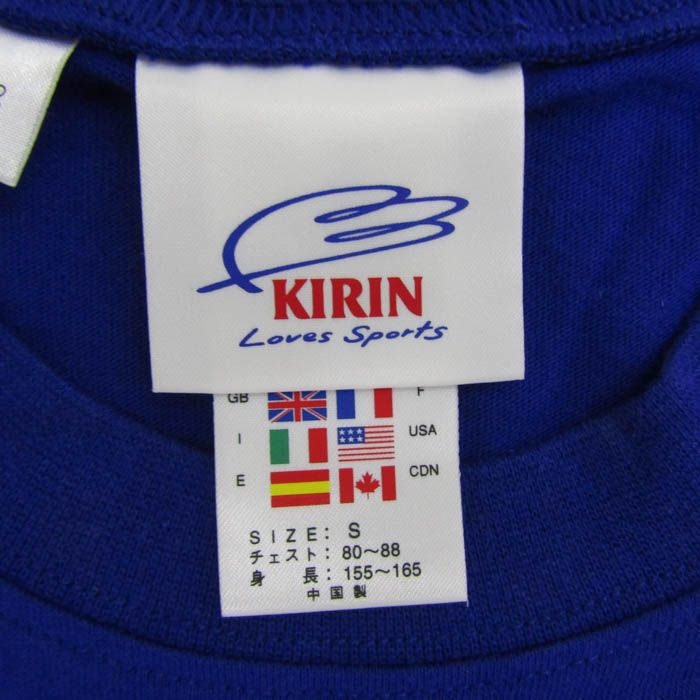 KIRIN
Loves Sports
GB F
I USA
E CDN
SIZE: S
チェスト: 80~88
身 長: 155~165
中国製